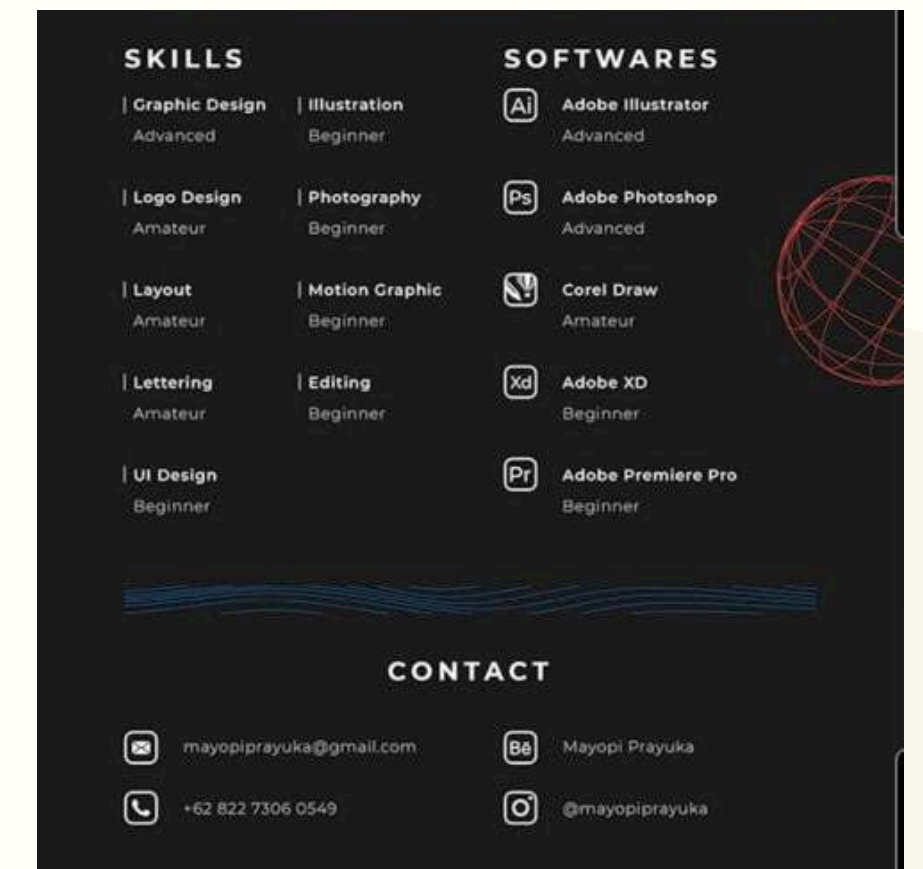 SKILLS
Graphic Design
Advanced
Logo Design
Amateur
Layout
Amateur
Lettering
Amateur
UI Design
Beginner
Illustration
Beginner
Photography
Beginner
Motion Graphic
Beginner
Editing
Beginner
SOFTWARES
Ai Adobe Illustrator
Advanced
Ps Adobe Photoshop
Advanced
Corel Draw
Amateur
Xd Adobe XD
Beginner
Pr Adobe Premiere Pro
Beginner
CONTACT
mayopiprayuka@gmail.com
+62 822 7306 0549
Bē Mayopi Prayuka
@mayopiprayuka